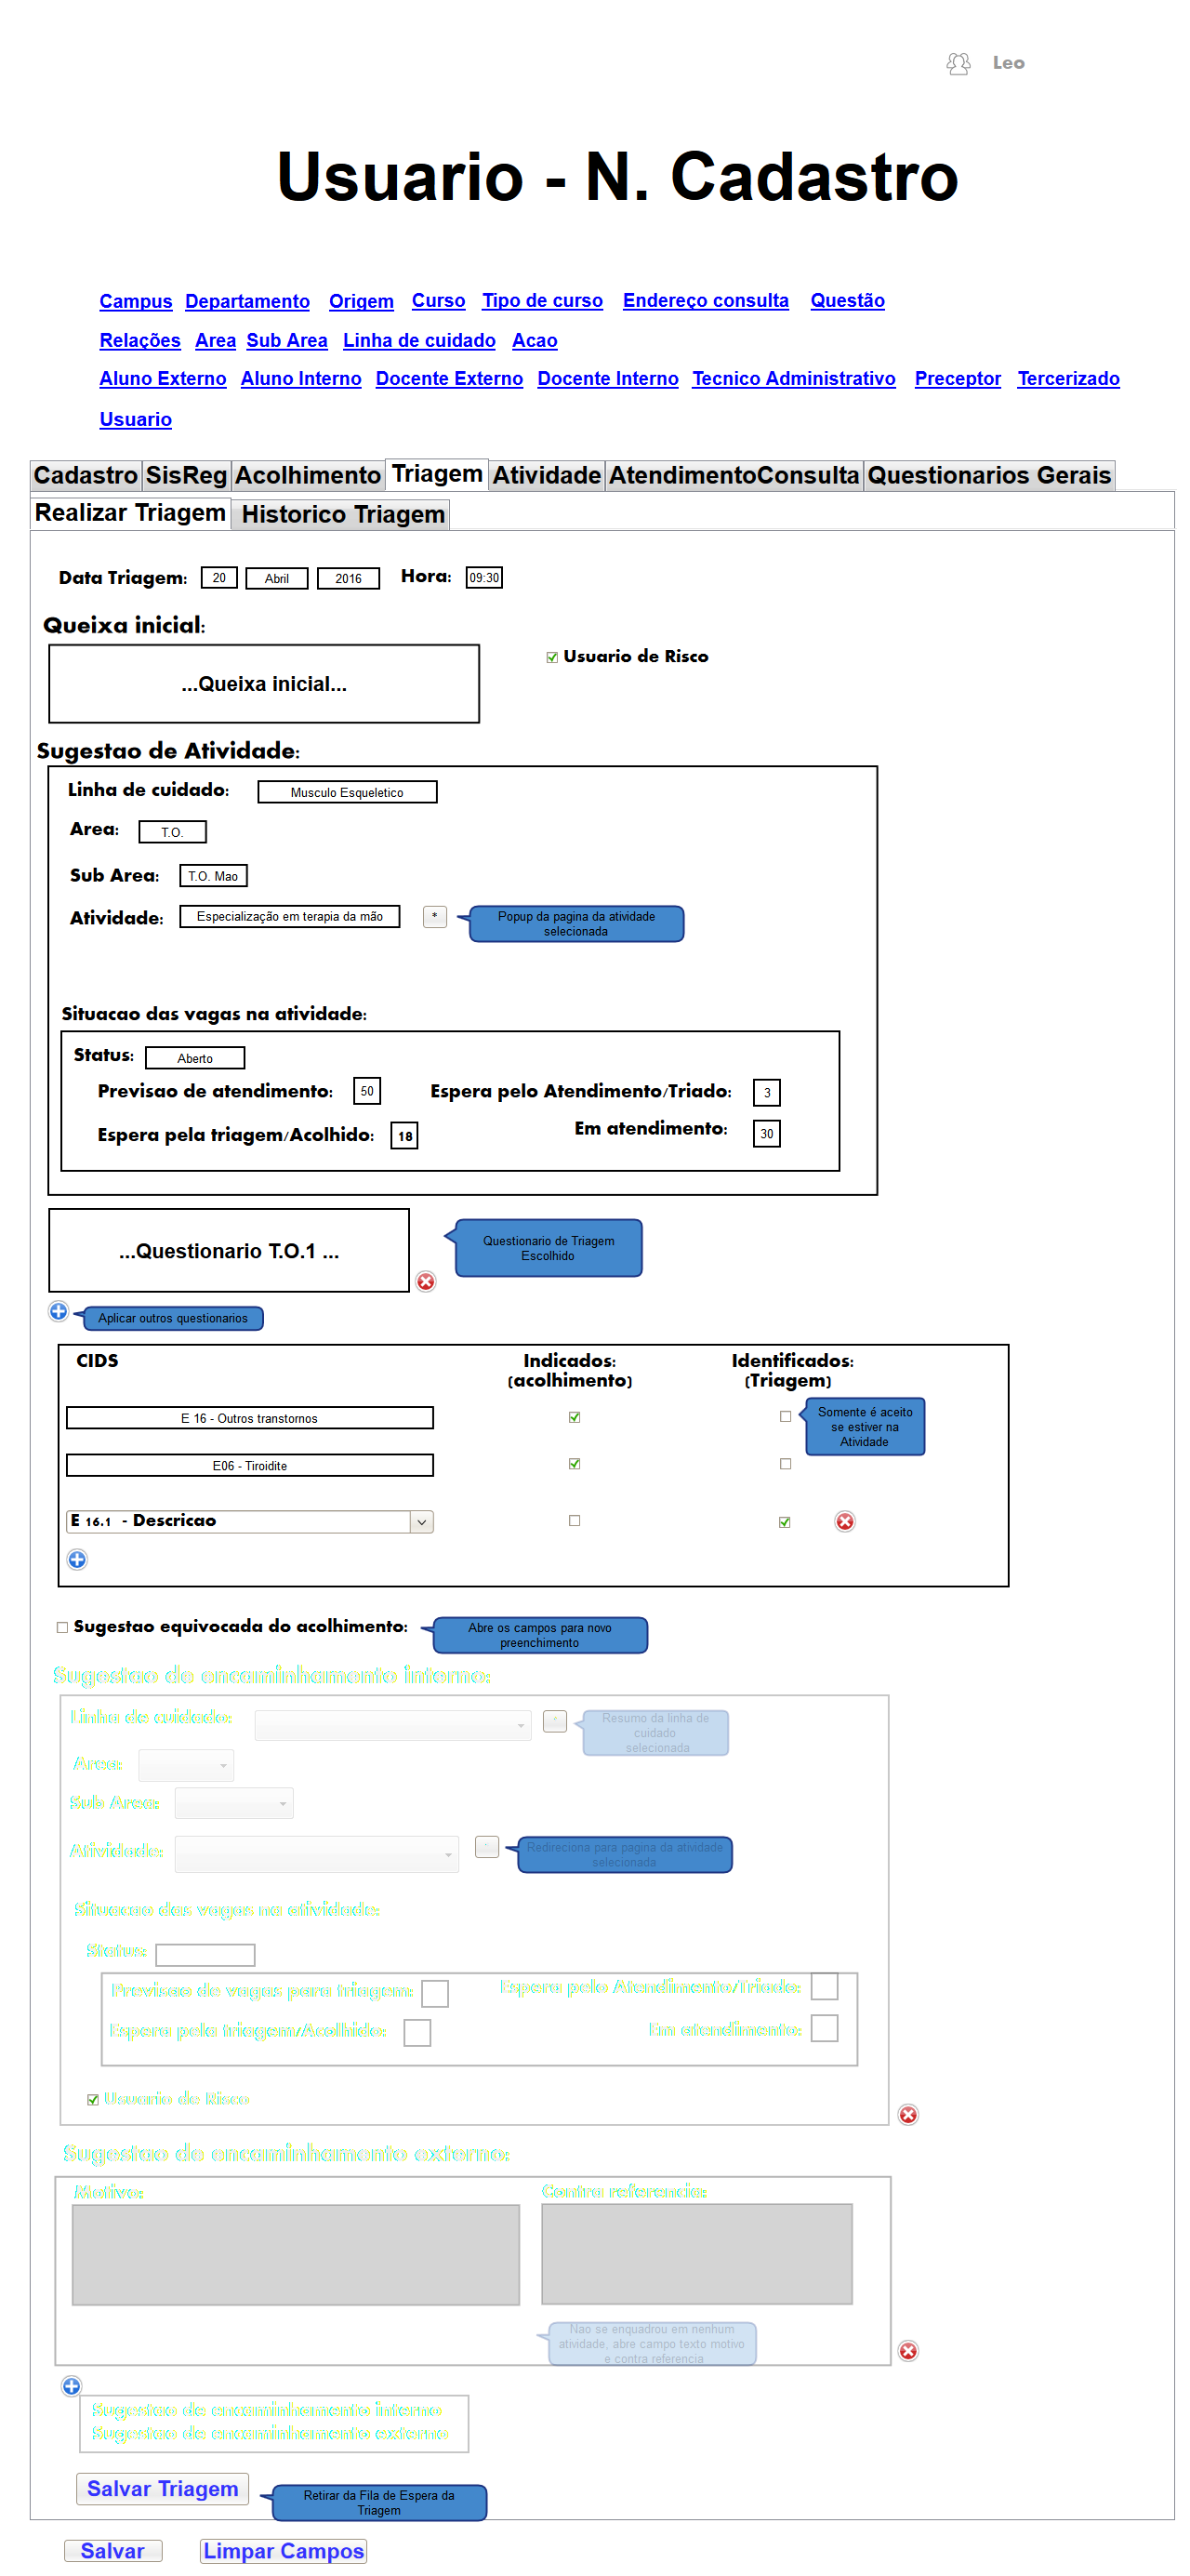 Leo
Usuario - N. Cadastro
Campus Departamento Origem Curso Tipo de curso Endereço consulta Questão
Relações Area Sub Area Linha de cuidado Acao
Aluno Externo Aluno Interno Docente Externo Docente Interno Tecnico Administrativo Preceptor Tercerizado
Usuario
Cadastro SisReg Acolhimento Triagem Atividade AtendimentoConsulta Questionarios Gerais
Realizar Triagem Historico Triagem
Data Triagem: 20 Abril 2016 Hora: 09:30
Queixa inicial:
Usuario de Risco
...Queixa inicial...
Sugestao de Atividade:
Linha de cuidado: Musculo Esqueletico
Area: T.O.
Sub Area: T.O. Mao
Atividade: Especialização em terapia da mão * Popup da pagina da atividade
selecionada
Situacao das vagas na atividade:
Status: Aberto
Previsao de atendimento: 50 Espera pelo Atendimento/Triado: 3
Espera pela triagem/Acolhido: 18 Em atendimento: 30
...Questionario T.O.1 ...
Questionario de Triagem
Escolhido
Aplicar outros questionarios
CIDS Indicados: Identificados:
(acolhimento) (Triagem)
E 16 - Outros transtornos
Somente é aceito
se estiver na
Atividade
E06 - Tiroidite
E 16.1 - Descricao
Sugestao equivocada do acolhimento: Abre os campos para novo
preenchimento
Sugestao de encaminhamento interno:
Linha de cuidado: * Resumo da linha de
cuidado
selecionada
Area:
Sub Area:
Atividade: Redireciona para pagina da atividade
selecionada
Situacao das vagas na atividade:
Status:
Previsao de vagas para triagem: Espera pelo Atendimento/Triado:
Espera pela triagem/Acolhido: Em atendimento:
Usuario de Risco
Sugestao de encaminhamento externo:
Motivo: Contra referencia:
Nao se enquadrou em nenhum
atividade, abre campo texto motivo
e contra referencia
Sugestao de encaminhamento interno
Sugestao de encaminhamento externo
Salvar Triagem Retirar da Fila de Espera da
Triagem
Salvar Limpar Campos